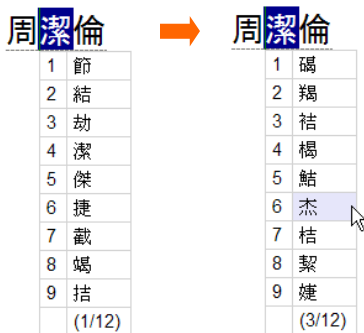 周潔倫
1 節
2 結
3 劫
4 潔
5 傑
6 捷
7 截
8 竭
9 拮
(1/12)
周潔倫
1 碣
2 羯
3 袺
4 楬
5 鮚
6 杰
7 桔
8 絜
9 婕
(3/12)